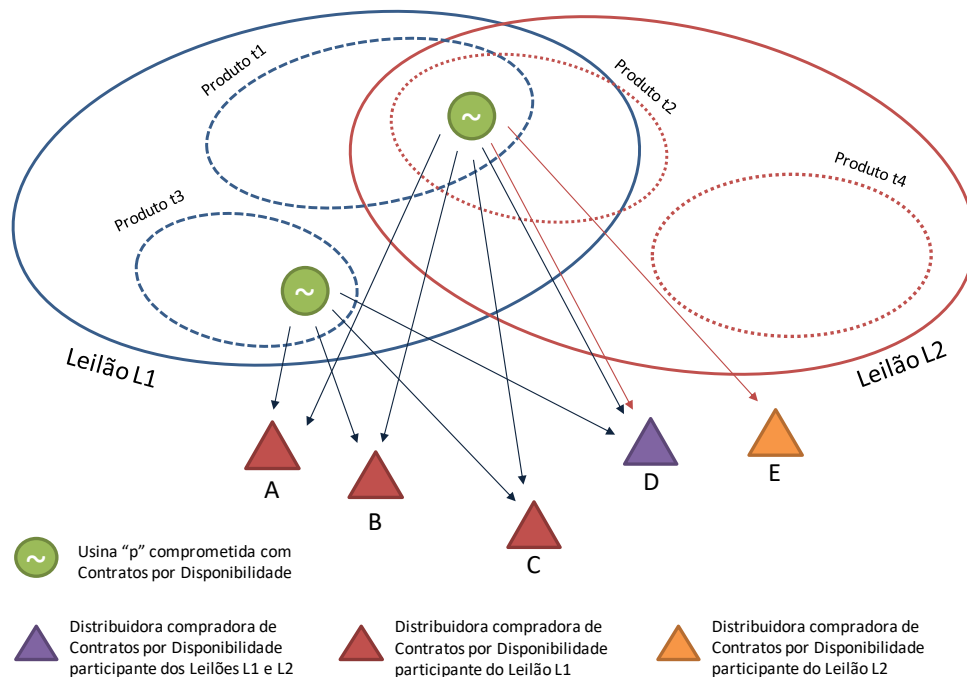 Produto t1
Produto t2
Produto t4
Produto t3
~
~
Leilão L1
Leilão L2
A
B
C
D
E
~
Usina “p” comprometida com
Contratos por Disponibilidade
Distribuidora compradora de
Contratos por Disponibilidade
participante dos Leilões L1 e L2
Distribuidora compradora de
Contratos por Disponibilidade
participante do Leilão L1
Distribuidora compradora de
Contratos por Disponibilidade
participante do Leilão L2